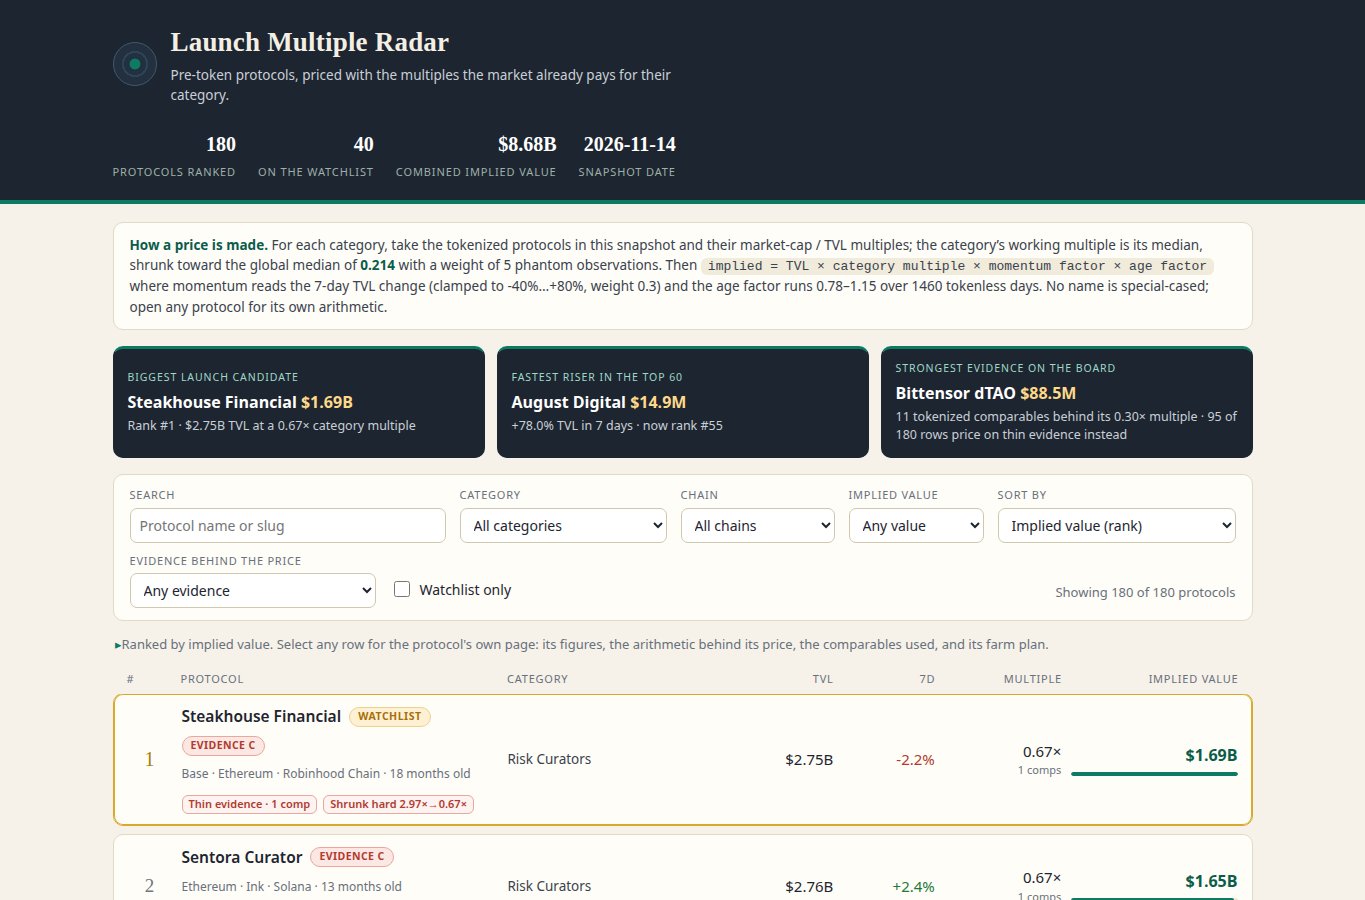 Launch Multiple Radar
Pre-token protocols, priced with the multiples the market already pays for their
category.
180
PROTOCOLS RANKED
40
ON THE WATCHLIST
$8.68B
COMBINED IMPLIED VALUE
2026-11-14
SNAPSHOT DATE
How a price is made. For each category, take the tokenized protocols in this snapshot and their market-cap / TVL multiples; the category's working multiple is its median,
shrunk toward the global median of 0.214 with a weight of 5 phantom observations. Then implied = TVL × category multiple × momentum factor × age factor
where momentum reads the 7-day TVL change (clamped to -40%…+80%, weight 0.3) and the age factor runs 0.78–1.15 over 1460 tokenless days. No name is special-cased;
open any protocol for its own arithmetic.
BIGGEST LAUNCH CANDIDATE
Steakhouse Financial $1.69B
Rank #1 · $2.75B TVL at a 0.67× category multiple
FASTEST RISER IN THE TOP 60
August Digital $14.9M
+78.0% TVL in 7 days · now rank #55
STRONGEST EVIDENCE ON THE BOARD
Bittensor dTAO $88.5M
11 tokenized comparables behind its 0.30× multiple · 95 of
180 rows price on thin evidence instead
SEARCH
Protocol name or slug
CATEGORY
All categories
CHAIN
All chains
IMPLIED VALUE
Any value
SORT BY
Implied value (rank)
EVIDENCE BEHIND THE PRICE
Any evidence
Watchlist only
Showing 180 of 180 protocols
▸Ranked by implied value. Select any row for the protocol's own page: its figures, the arithmetic behind its price, the comparables used, and its farm plan.
# PROTOCOL CATEGORY TVL 7D MULTIPLE IMPLIED VALUE
1
Steakhouse Financial WATCHLIST
EVIDENCE C
Base · Ethereum · Robinhood Chain · 18 months old
Thin evidence · 1 comp Shrunk hard 2.97×→0.67×
Risk Curators
$2.75B
-2.2%
0.67×
1 comps
$1.69B
2
Sentora Curator EVIDENCE C
Ethereum · Ink · Solana · 13 months old
Risk Curators
$2.76B
+2.4%
0.67×
1 comps
$1.65B